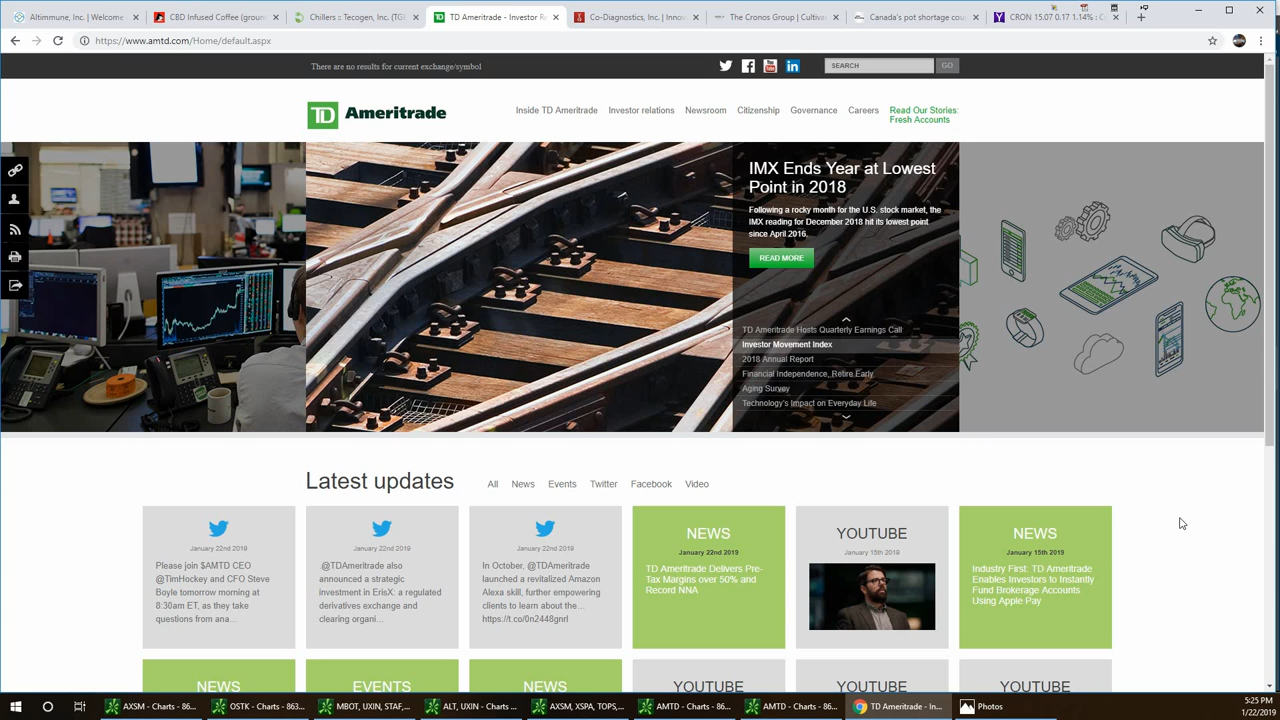 Altimmune, Inc. | Welcome
CBD Infused Coffee (groun
Chillers :: Tecogen, Inc. (TG
TD Ameritrade - Investor R
Co-Diagnostics, Inc. | Innov
The Cronos Group | Cultiva
Canada's pot shortage cou
CRON 15.07 0.17 1.14% : C
https://www.amtd.com/Home/default.aspx
There are no results for current exchange/symbol
SEARCH
GO
TD Ameritrade
Inside TD Ameritrade
Investor relations
Newsroom
Citizenship
Governance
Careers
Read Our Stories:
Fresh Accounts
IMX Ends Year at Lowest
Point in 2018
Following a rocky month for the U.S. stock market, the
IMX reading for December 2018 hit its lowest point
since April 2016.
READ MORE
TD Ameritrade Hosts Quarterly Earnings Call
Investor Movement Index
2018 Annual Report
Financial Independence, Retire Early
Aging Survey
Technology's Impact on Everyday Life
Latest updates
All
News
Events
Twitter
Facebook
Video
January 22nd 2019
Please join $AMTD CEO
@TimHockey and CFO Steve
Boyle tomorrow morning at
8:30am ET, as they take
questions from ana...
January 22nd 2019
@TDAmeritrade also
announced a strategic
investment in ErisX: a regulated
derivatives exchange and
clearing organi...
January 22nd 2019
In October, @TDAmeritrade
launched a revitalized Amazon
Alexa skill, further empowering
clients to learn about the...
https://t.co/0n2448gnrl
NEWS
January 22nd 2019
TD Ameritrade Delivers Pre-
Tax Margins over 50% and
Record NNA
YOUTUBE
January 15th 2019
NEWS
January 15th 2019
Industry First: TD Ameritrade
Enables Investors to Instantly
Fund Brokerage Accounts
Using Apple Pay
NEWS
EVENTS
NEWS
YOUTUBE
YOUTUBE
YOUTUBE
AXSM - Charts - 86...
OSTK - Charts - 86...
MBOT, UXIN, STAF,...
ALT, UXIN - Charts ...
AXSM, XSPA, TOPS,...
AMTD - Charts - 86...
AMTD - Charts - 86...
TD Ameritrade - In...
Photos
5:25 PM
1/22/2019